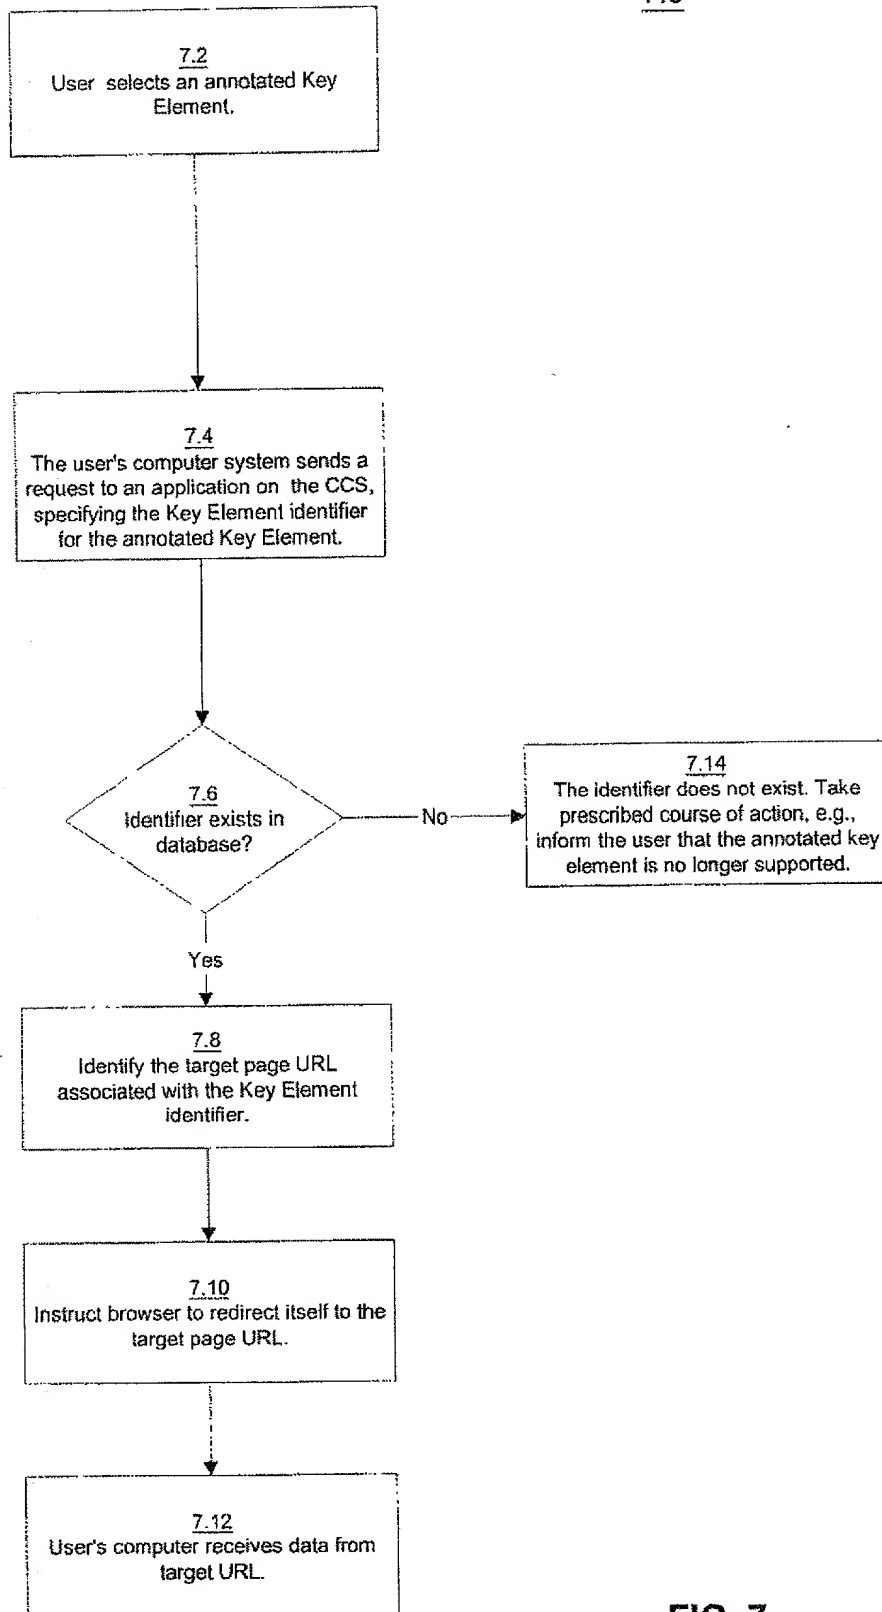 7.2
User selects an annotated Key
Element.
7.4
The user's computer system sends a
request to an application on the CCS,
specifying the Key Element identifier
for the annotated Key Element.
7.6
Identifier exists in
database?
No
7.14
The identifier does not exist. Take
prescribed course of action, e.g.,
inform the user that the annotated key
element is no longer supported.
Yes
7.8
Identify the target page URL
associated with the Key Element
identifier.
7.10
Instruct browser to redirect itself to the
target page URL.
7.12
User's computer receives data from
target URL.
FIG. 7